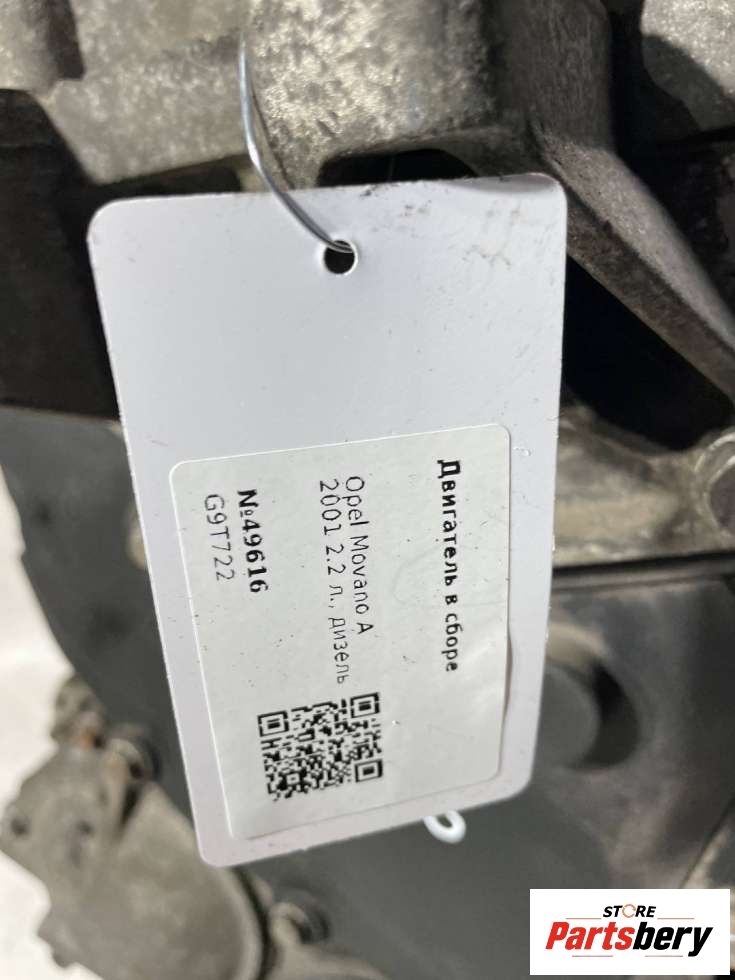 Двигатель в сборе
Opel Movano A
2001 2.2 л., дизель
№49616
G9T722
STORE
Partsbery